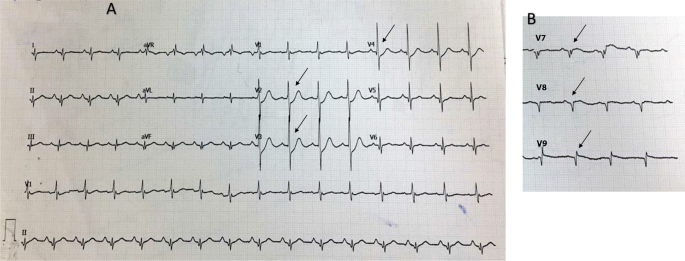 A
I aVR V1 V4
II aVL V2 V5
III aVF V3 V6
V1
II
B
V7
V8
V9